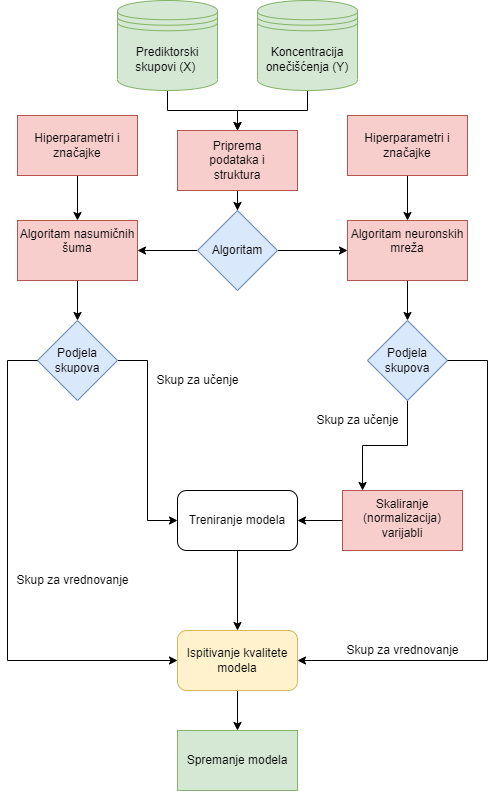 Prediktorski
skupovi (X)
Koncentracija
onečišćenja (Y)
Hiperparametri i
značajke
Priprema
podataka i
struktura
Hiperparametri i
značajke
Algoritam nasumičnih
šuma
Algoritam
Algoritam neuronskih
mreža
Podjela
skupova
Podjela
skupova
Skup za učenje
Skup za učenje
Treniranje modela
Skaliranje
(normalizacija)
varijabli
Skup za vrednovanje
Ispitivanje kvalitete
modela
Skup za vrednovanje
Spremanje modela